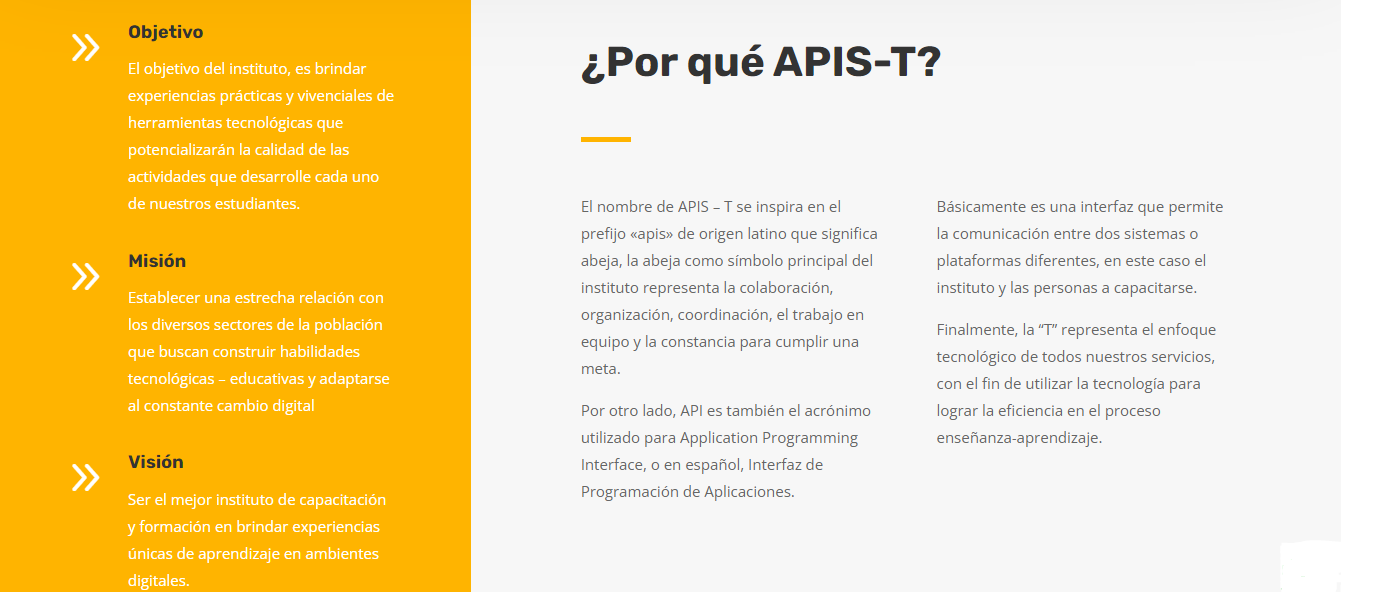 Objetivo
El objetivo del instituto, es brindar
experiencias prácticas y vivenciales de
herramientas tecnológicas que
potencializarán la calidad de las
actividades que desarrolle cada uno
de nuestros estudiantes.
Misión
Establecer una estrecha relación con
los diversos sectores de la población
que buscan construir habilidades
tecnológicas – educativas y adaptarse
al constante cambio digital
Visión
Ser el mejor instituto de capacitación
y formación en brindar experiencias
únicas de aprendizaje en ambientes
digitales.
¿Por qué APIS-T?
El nombre de APIS – T se inspira en el
prefijo «apis» de origen latino que significa
abeja, la abeja como símbolo principal del
instituto representa la colaboración,
organización, coordinación, el trabajo en
equipo y la constancia para cumplir una
meta.
Por otro lado, API es también el acrónimo
utilizado para Application Programming
Interface, o en español, Interfaz de
Programación de Aplicaciones.
Básicamente es una interfaz que permite
la comunicación entre dos sistemas o
plataformas diferentes, en este caso el
instituto y las personas a capacitarse.
Finalmente, la “T” representa el enfoque
tecnológico de todos nuestros servicios,
con el fin de utilizar la tecnología para
lograr la eficiencia en el proceso
enseñanza-aprendizaje.